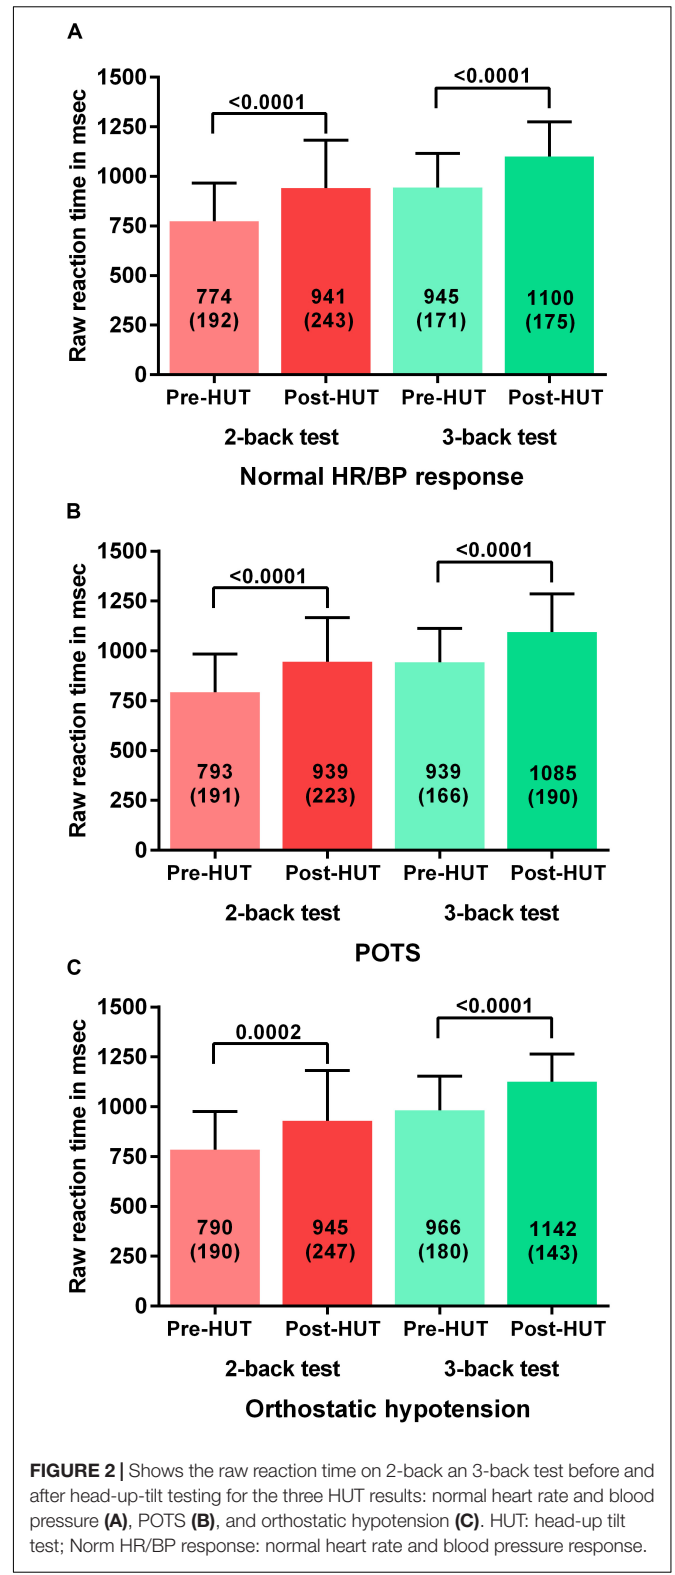 A
1500
1250
1000
750
500
250
0
Raw reaction time in msec
<0.0001
<0.0001
774
(192)
941
(243)
945
(171)
1100
(175)
Pre-HUT Post-HUT Pre-HUT Post-HUT
2-back test 3-back test
Normal HR/BP response
B
1500
1250
1000
750
500
250
0
Raw reaction time in msec
<0.0001
<0.0001
793
(191)
939
(223)
939
(166)
1085
(190)
Pre-HUT Post-HUT Pre-HUT Post-HUT
2-back test 3-back test
POTS
C
1500
1250
1000
750
500
250
0
Raw reaction time in msec
0.0002
<0.0001
790
(190)
945
(247)
966
(180)
1142
(143)
Pre-HUT Post-HUT Pre-HUT Post-HUT
2-back test 3-back test
Orthostatic hypotension
FIGURE 2 | Shows the raw reaction time on 2-back an 3-back test before and
after head-up-tilt testing for the three HUT results: normal heart rate and blood
pressure (A), POTS (B), and orthostatic hypotension (C). HUT: head-up tilt
test; Norm HR/BP response: normal heart rate and blood pressure response.